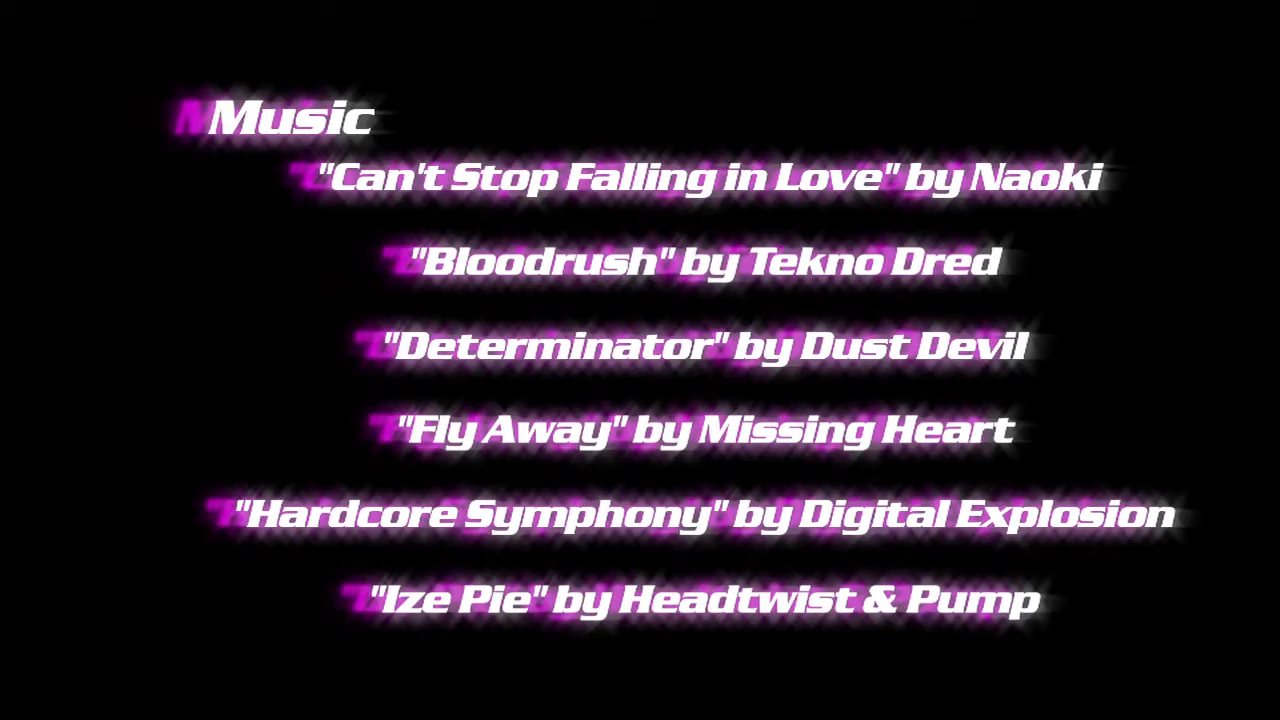 Music
"Can't Stop Falling in Love" by Naoki
"Bloodrush" by Tekno Dred
"Determinator" by Dust Devil
"Fly Away" by Missing Heart
"Hardcore Symphony" by Digital Explosion
"Ize Pie" by Headtwist & Pump